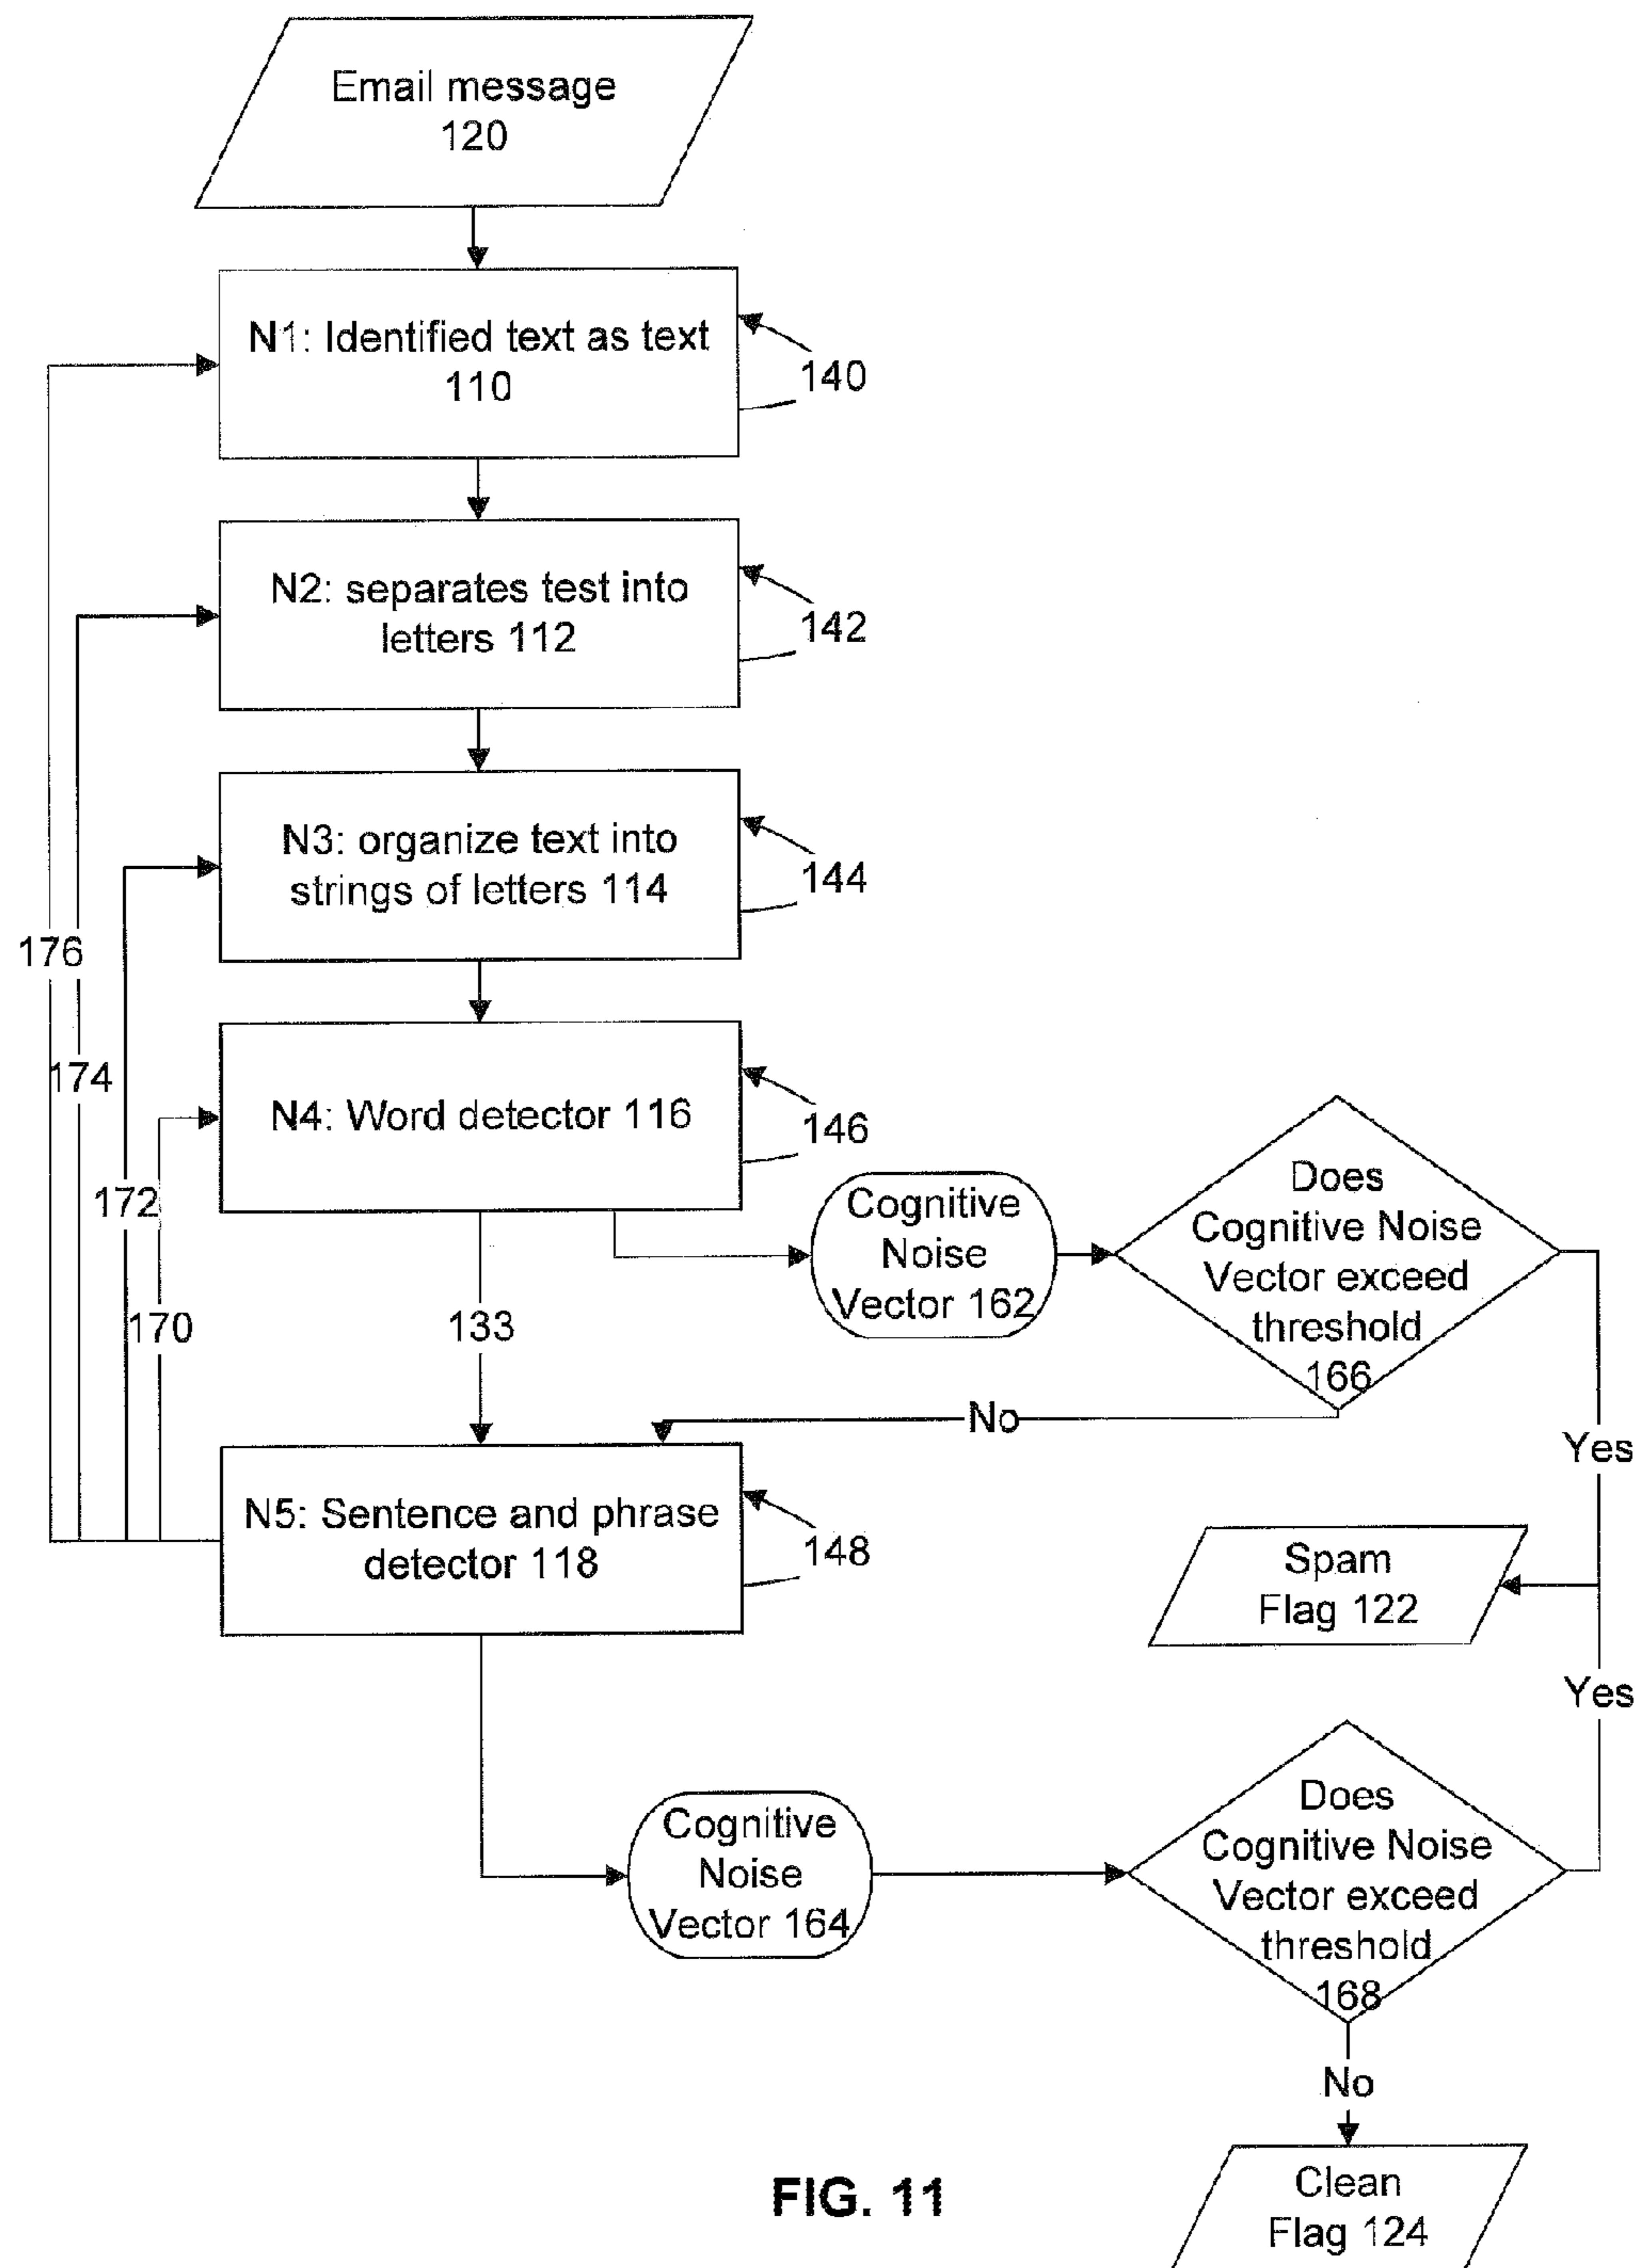 Email message
120
N1: Identified text as text
110
140
N2: separates test into
letters 112
142
N3: organize text into
strings of letters 114
144
176
174
N4: Word detector 116
146
172
170
133
Cognitive
Noise
Vector 162
Does
Cognitive Noise
Vector exceed
threshold
166
No
Yes
N5: Sentence and phrase
detector 118
148
Spam
Flag 122
Yes
Cognitive
Noise
Vector 164
Does
Cognitive Noise
Vector exceed
threshold
168
No
Clean
Flag 124
FIG. 11